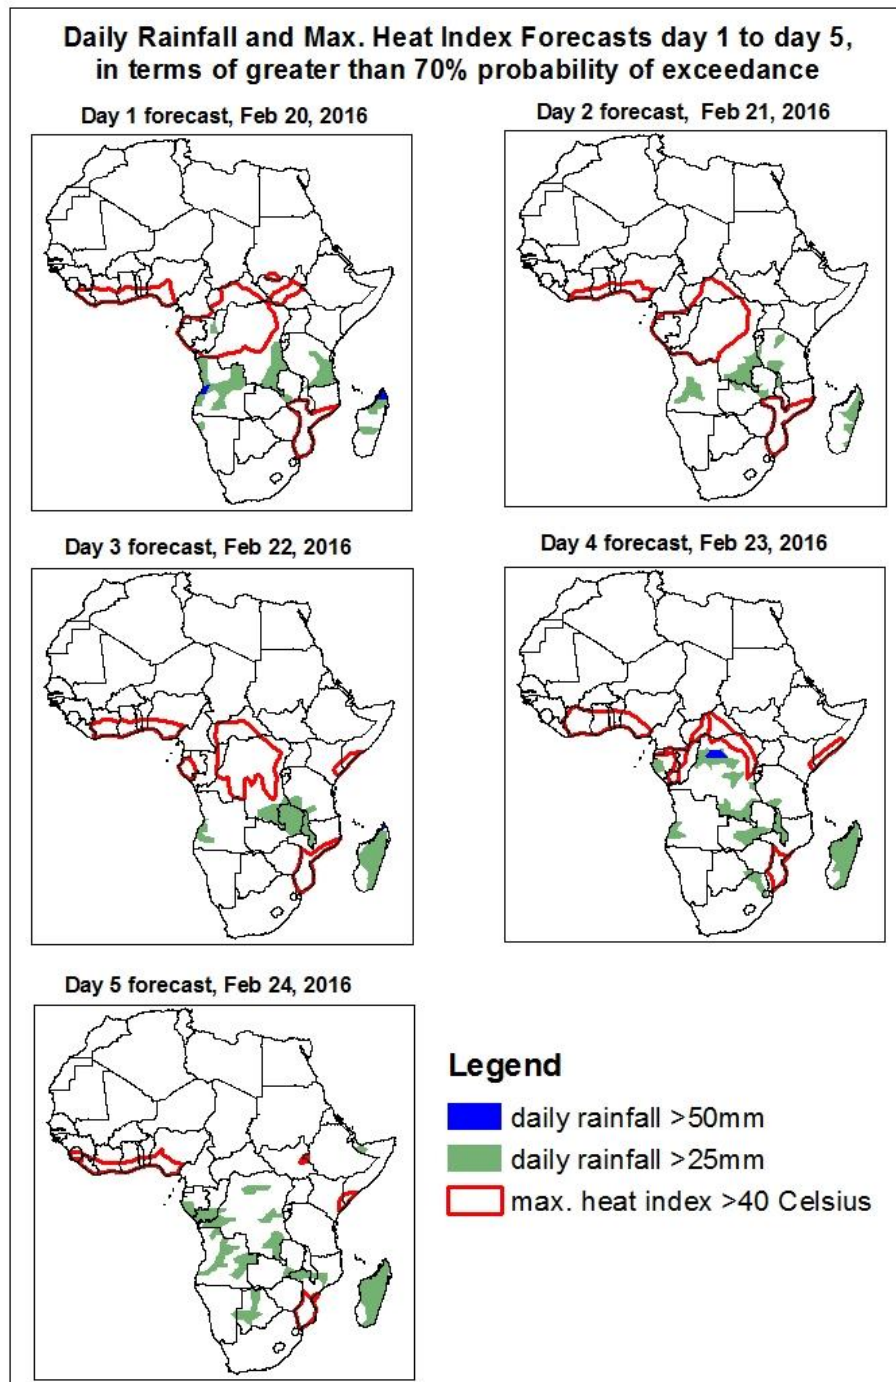 Daily Rainfall and Max. Heat Index Forecasts day 1 to day 5,
in terms of greater than 70% probability of exceedance
Day 1 forecast, Feb 20, 2016
Day 2 forecast, Feb 21, 2016
Day 3 forecast, Feb 22, 2016
Day 4 forecast, Feb 23, 2016
Day 5 forecast, Feb 24, 2016
Legend
daily rainfall >50mm
daily rainfall >25mm
max. heat index >40 Celsius